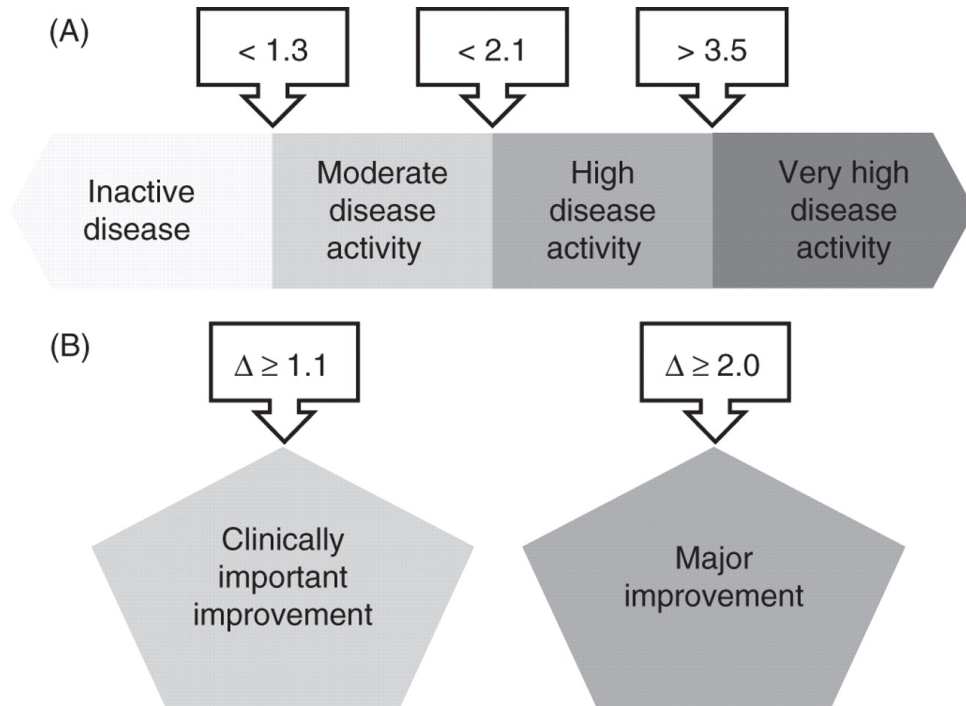 (A)
< 1.3
< 2.1
> 3.5
Inactive
disease
Moderate
disease
activity
High
disease
activity
Very high
disease
activity
(B)
Δ ≥ 1.1
Δ ≥ 2.0
Clinically
important
improvement
Major
improvement